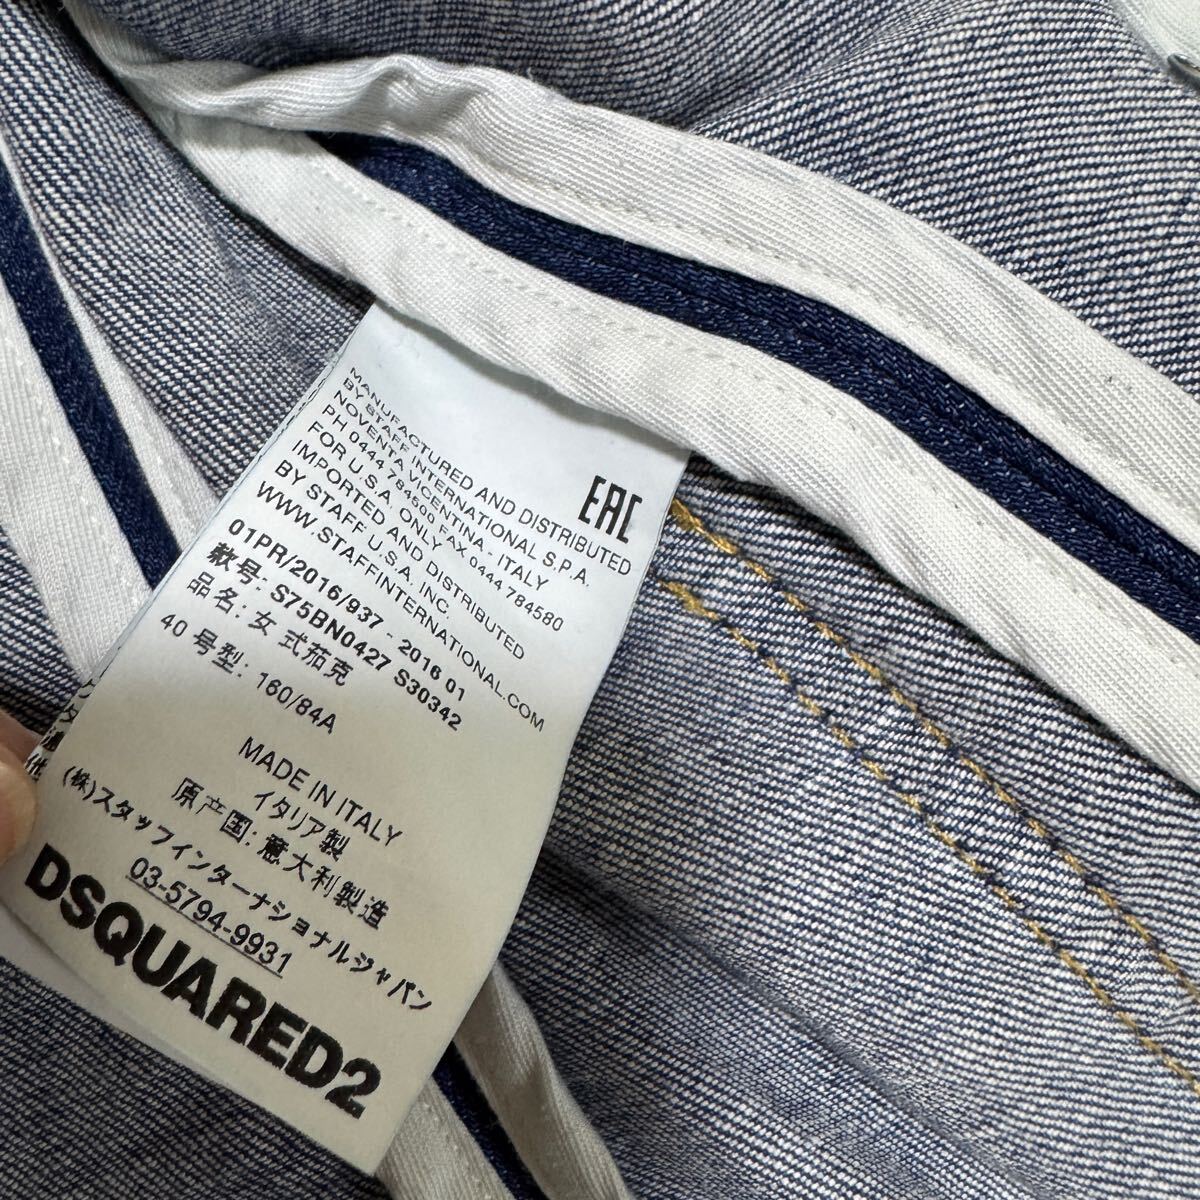 MANUFACTURED AND DISTRIBUTED
BY STAFF INTERNATIONAL S.P.A.
NOVENTA VICENTINA - ITALY
PH 0444 784500 FAX 0444 784580
FOR U.S.A. ONLY
IMPORTED AND DISTRIBUTED
BY STAFF U.S.A. INC.
WWW.STAFFINTERNATIONAL.COM
EAC
01PR/2016/937 - 2016 01
款号: S75BN0427 S30342
品名: 女式茄克
40 号型: 160/84A
MADE IN ITALY
イタリア製
原产国: 意大利製造
(株)スタッフインターナショナルジャパン
03-5794-9931
DSQUARED2